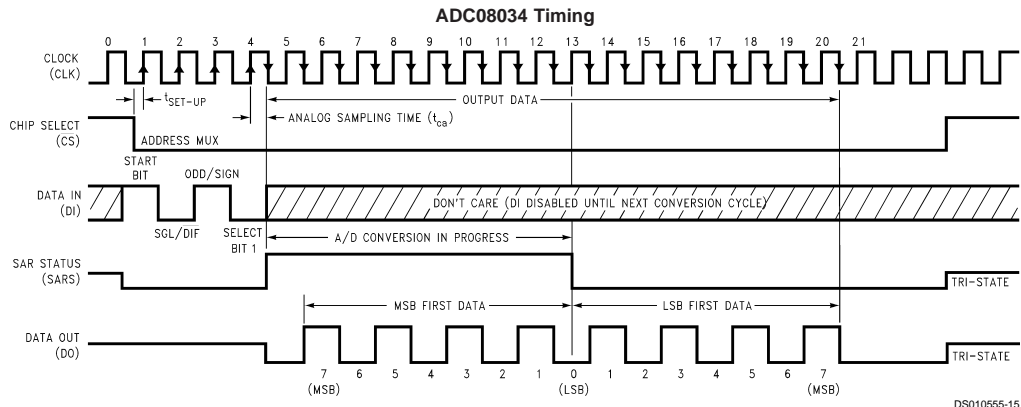 ADC08034 Timing
0 1 2 3 4 5 6 7 8 9 10 11 12 13 14 15 16 17 18 19 20 21
CLOCK
(CLK)
tSET-UP
OUTPUT DATA
ANALOG SAMPLING TIME (tca)
CHIP SELECT
(CS)
ADDRESS MUX
START
BIT
ODD/SIGN
DATA IN
(DI)
DON'T CARE (DI DISABLED UNTIL NEXT CONVERSION CYCLE)
SGL/DIF
SELECT
BIT 1
A/D CONVERSION IN PROGRESS
SAR STATUS
(SARS)
TRI-STATE
MSB FIRST DATA
LSB FIRST DATA
DATA OUT
(DO)
TRI-STATE
7 6 5 4 3 2 1 0 1 2 3 4 5 6 7
(MSB) (LSB) (MSB)
DS010555-15